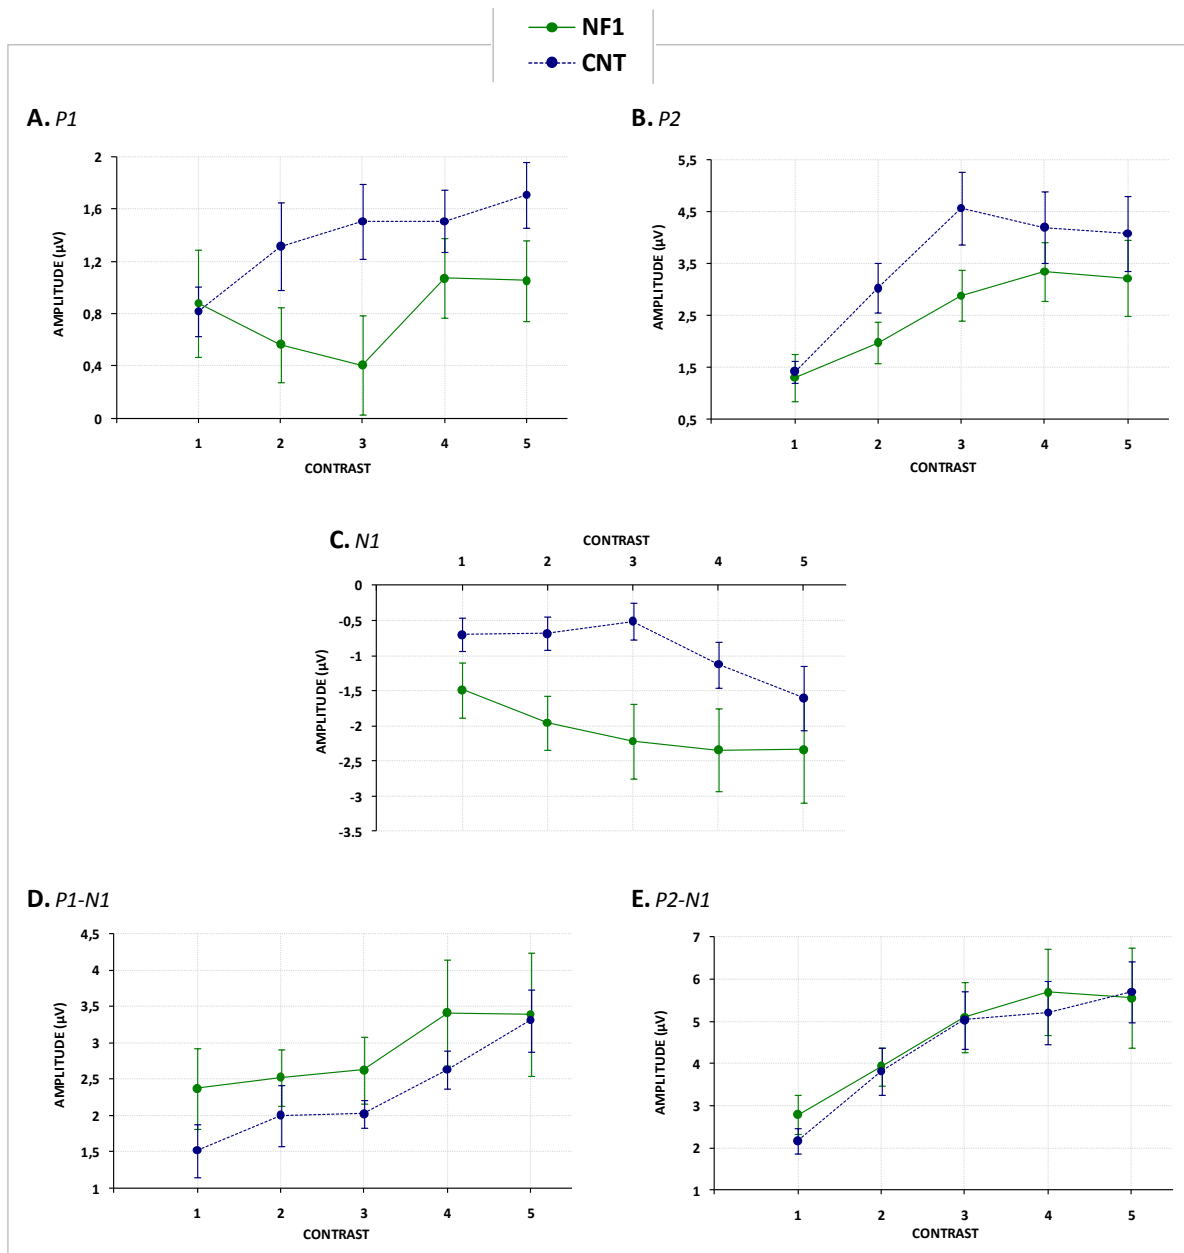 NF1
CNT
A. P1
B. P2
AMPLITUDE (µV)
2
1,6
1,2
0,8
0,4
0
1 2 3 4 5
CONTRAST
AMPLITUDE (µV)
5,5
4,5
3,5
2,5
1,5
0,5
1 2 3 4 5
CONTRAST
C. N1
CONTRAST
1 2 3 4 5
AMPLITUDE (µV)
0
-0,5
-1
-1,5
-2
-2,5
-3
-3.5
D. P1-N1
E. P2-N1
AMPLITUDE (µV)
4,5
4
3,5
3
2,5
2
1,5
1
1 2 3 4 5
CONTRAST
AMPLITUDE (µV)
7
6
5
4
3
2
1
1 2 3 4 5
CONTRAST